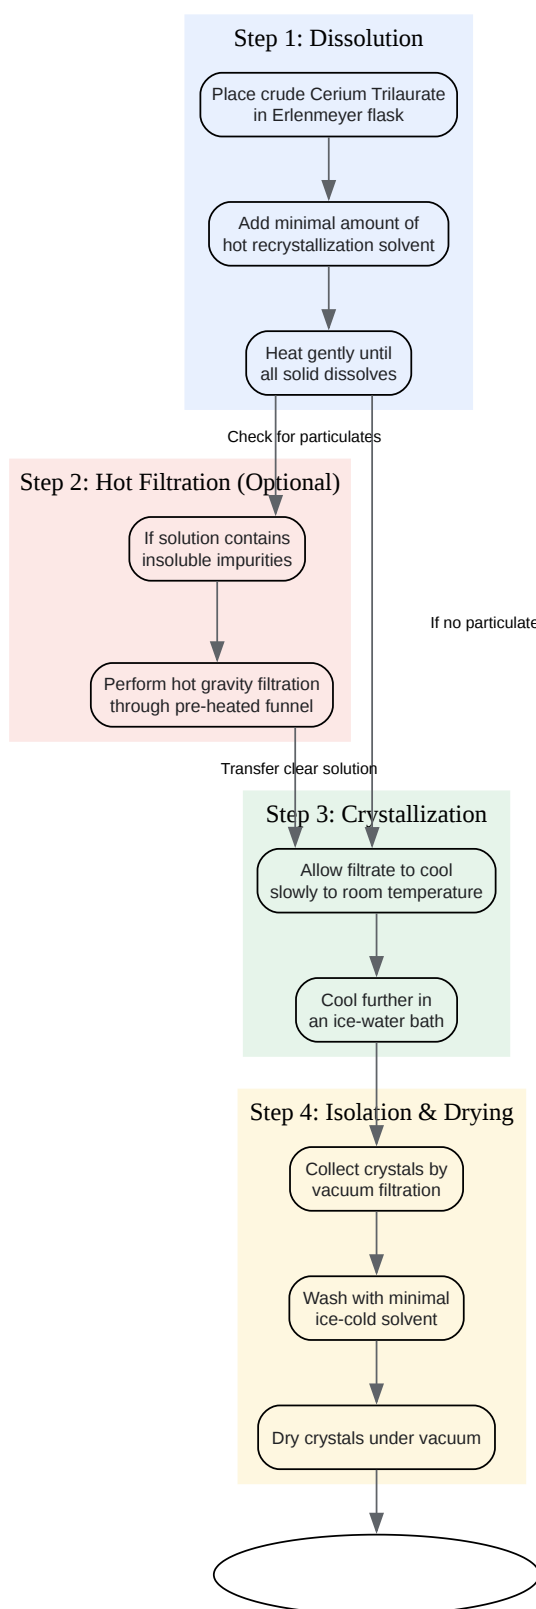 Step 1: Dissolution
Place crude Cerium Trilaurate
in Erlenmeyer flask
Add minimal amount of
hot recrystallization solvent
Heat gently until
all solid dissolves
Check for particulates
Step 2: Hot Filtration (Optional)
If solution contains
insoluble impurities
If no particulate
Perform hot gravity filtration
through pre-heated funnel
Transfer clear solution
Step 3: Crystallization
Allow filtrate to cool
slowly to room temperature
Cool further in
an ice-water bath
Step 4: Isolation & Drying
Collect crystals by
vacuum filtration
Wash with minimal
ice-cold solvent
Dry crystals under vacuum